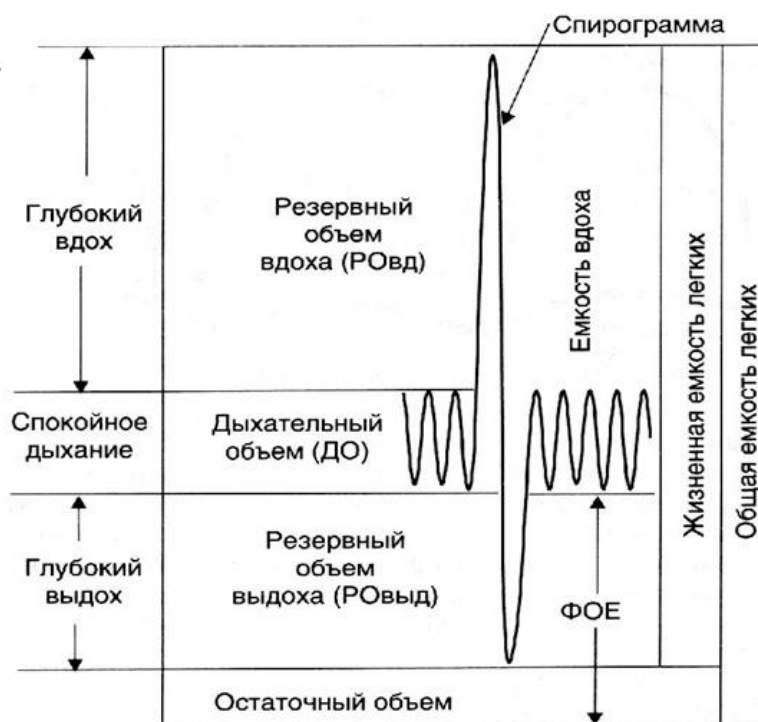 Спирограмма
Глубокий
вдох
Резервный
объем
вдоха (РОвд)
Емкость вдоха
Жизненная емкость легких
Общая емкость легких
Спокойное
дыхание
Дыхательный
объем (ДО)
Глубокий
выдох
Резервный
объем
выдоха (РОвыд)
ФОЕ
Остаточный объем